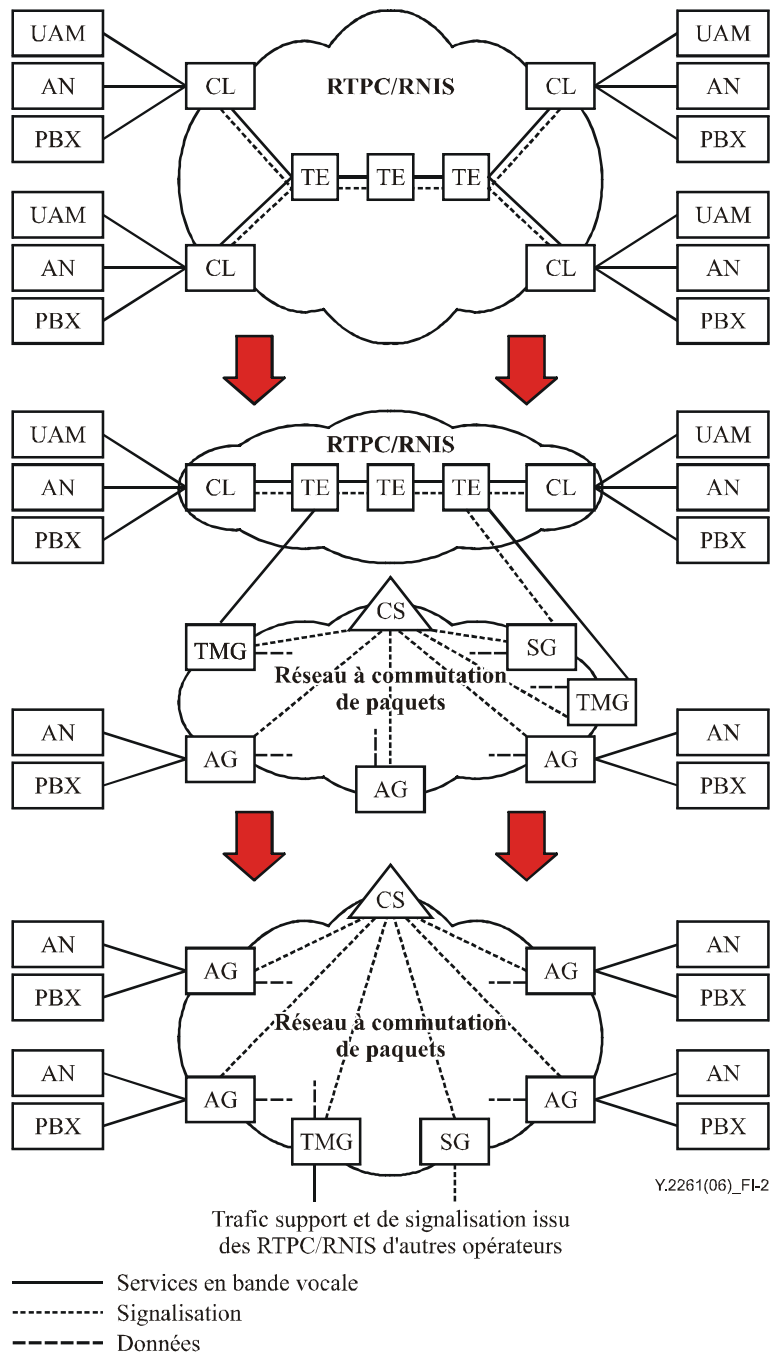 UAM
UAM
CL
RTPC/RNIS
CL
AN
AN
PBX
PBX
TE
TE
TE
UAM
UAM
AN
CL
CL
AN
PBX
PBX
UAM
RTPC/RNIS
UAM
AN
CL
TE
TE
TE
CL
AN
PBX
PBX
CS
TMG
SG
Réseau à commutation
de paquets
TMG
AN
AN
AG
AG
PBX
AG
PBX
CS
AN
AN
AG
AG
PBX
PBX
Réseau à commutation
de paquets
AN
AN
AG
AG
PBX
TMG
SG
PBX
Y.2261(06)_FI-2
Trafic support et de signalisation issu
des RTPC/RNIS d'autres opérateurs
Services en bande vocale
Signalisation
Données